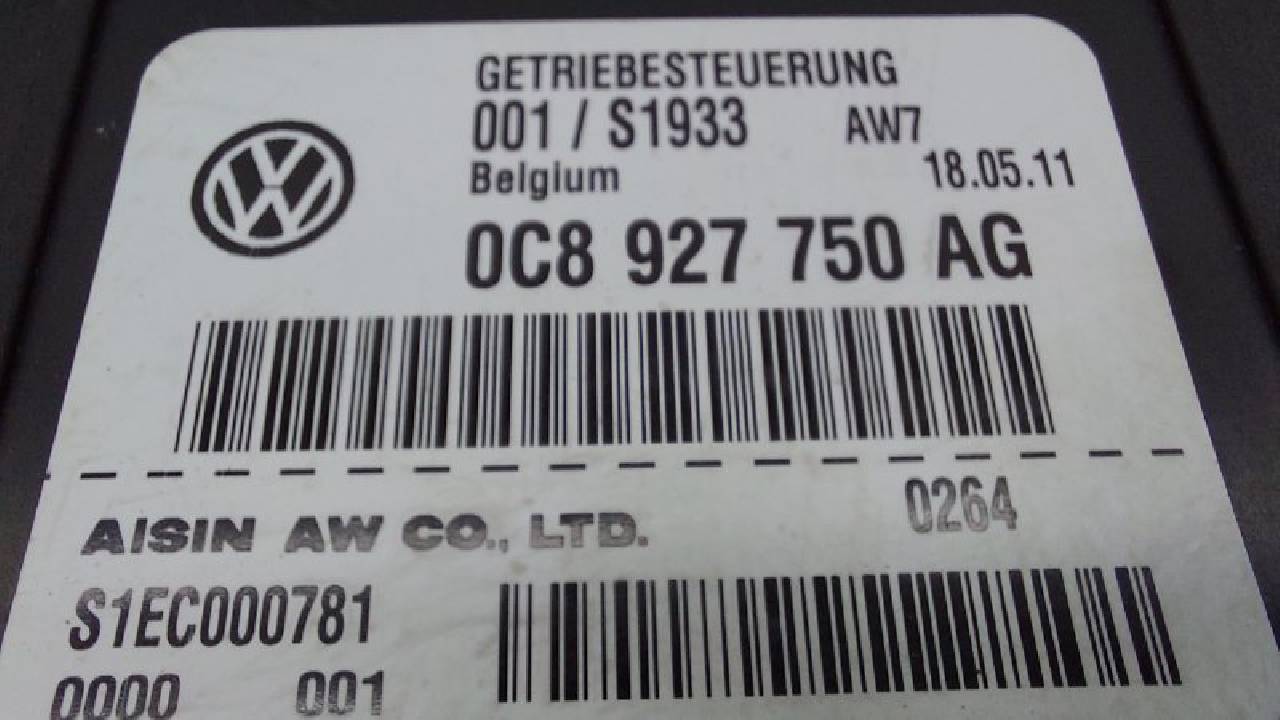 GETRIEBESTEUERUNG
001 / S1933 AW7
Belgium 18.05.11
0C8 927 750 AG
0264
AISIN AW CO., LTD.
S1EC000781
0000 001